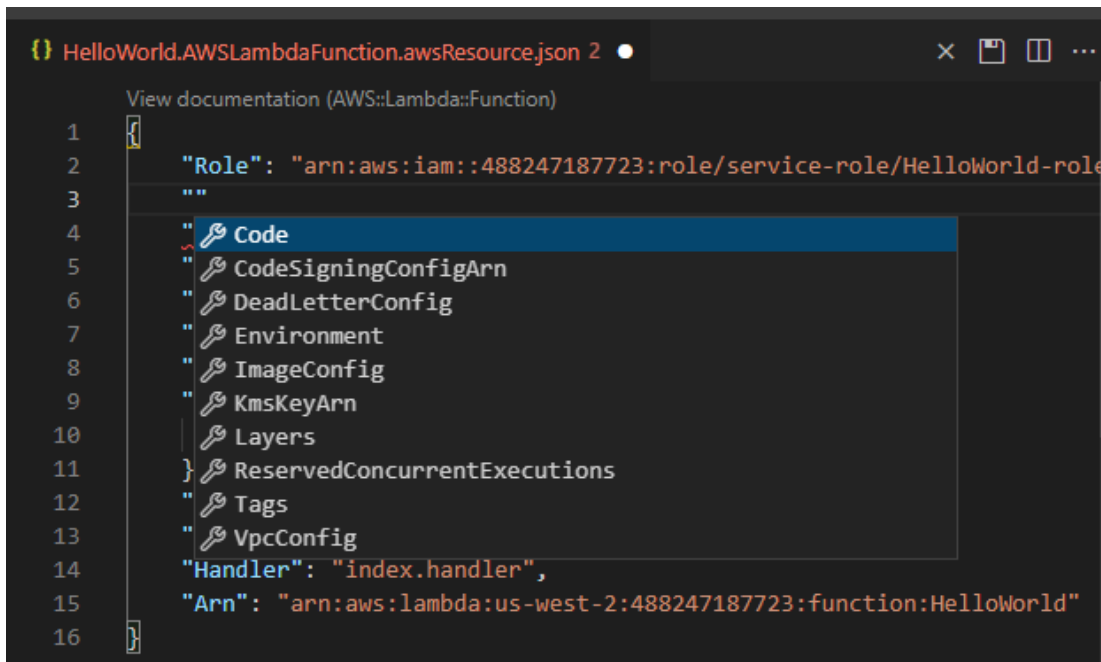 {} HelloWorld.AWSLambdaFunction.awsResource.json 2
View documentation (AWS::Lambda::Function)
1 {
2 "Role": "arn:aws:iam::488247187723:role/service-role/HelloWorld-role
3 ""
4 " Code
5 " CodeSigningConfigArn
6 " DeadLetterConfig
7 " Environment
8 " ImageConfig
9 " KmsKeyArn
10 Layers
11 } ReservedConcurrentExecutions
12 " Tags
13 " VpcConfig
14 "Handler": "index.handler",
15 "Arn": "arn:aws:lambda:us-west-2:488247187723:function:HelloWorld"
16 }